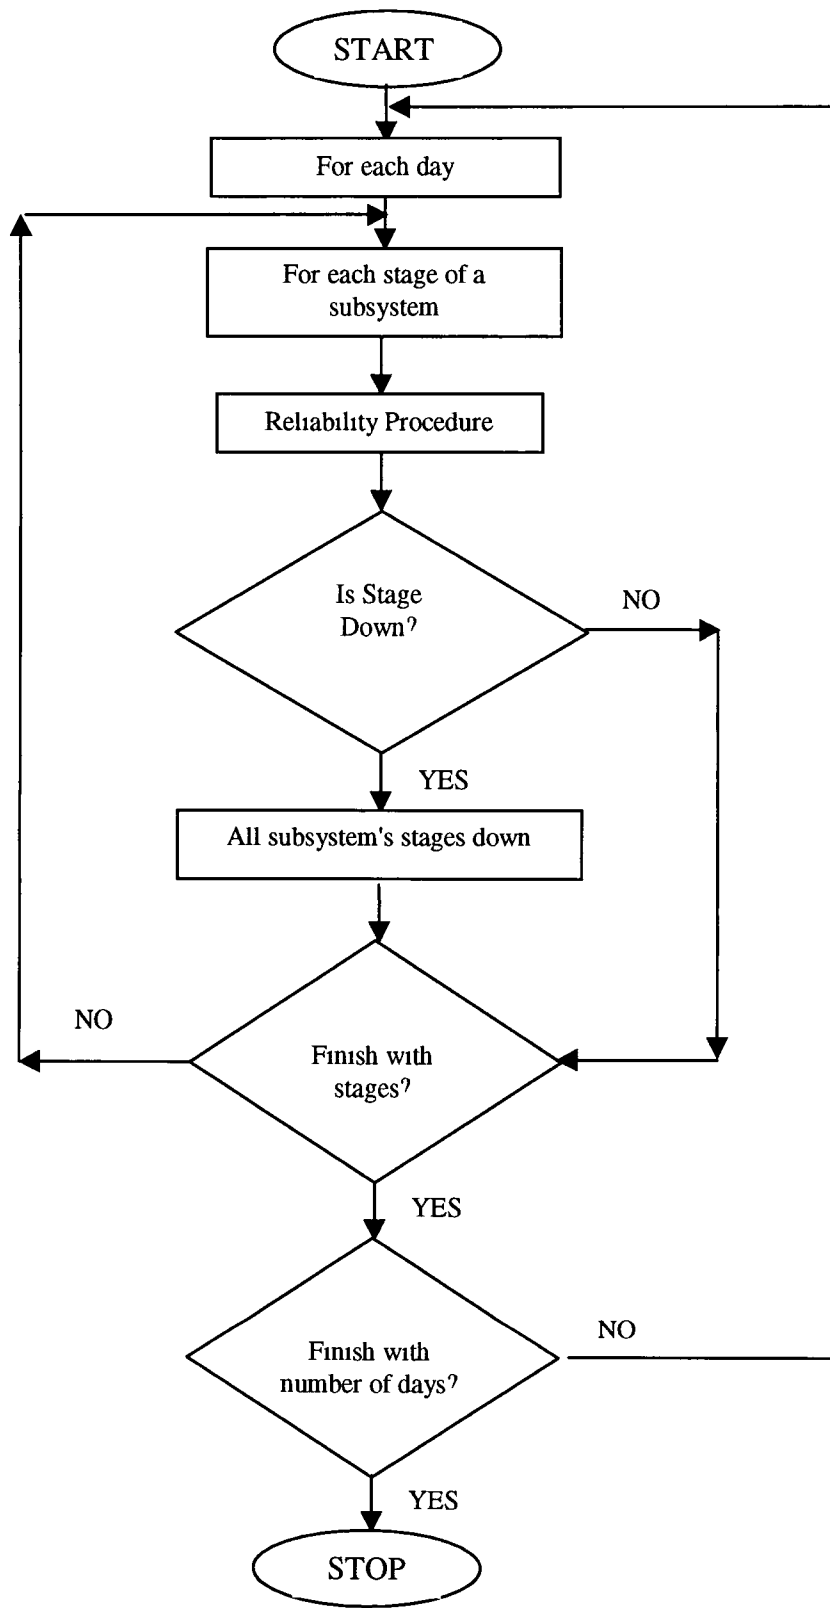 START
For each day
For each stage of a
subsystem
Reliability Procedure
Is Stage
Down?
NO
YES
All subsystem's stages down
NO
Finish with
stages?
YES
Finish with
number of days?
NO
YES
STOP